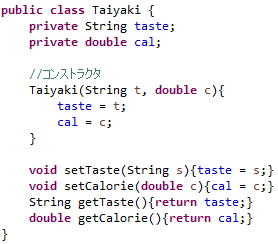 public class Taiyaki {
    private String taste;
    private double cal;

    //コンストラクタ
    Taiyaki(String t, double c){
        taste = t;
        cal = c;
    }

    void setTaste(String s){taste = s;}
    void setCalorie(double c){cal = c;}
    String getTaste(){return taste;}
    double getCalorie(){return cal;}
}